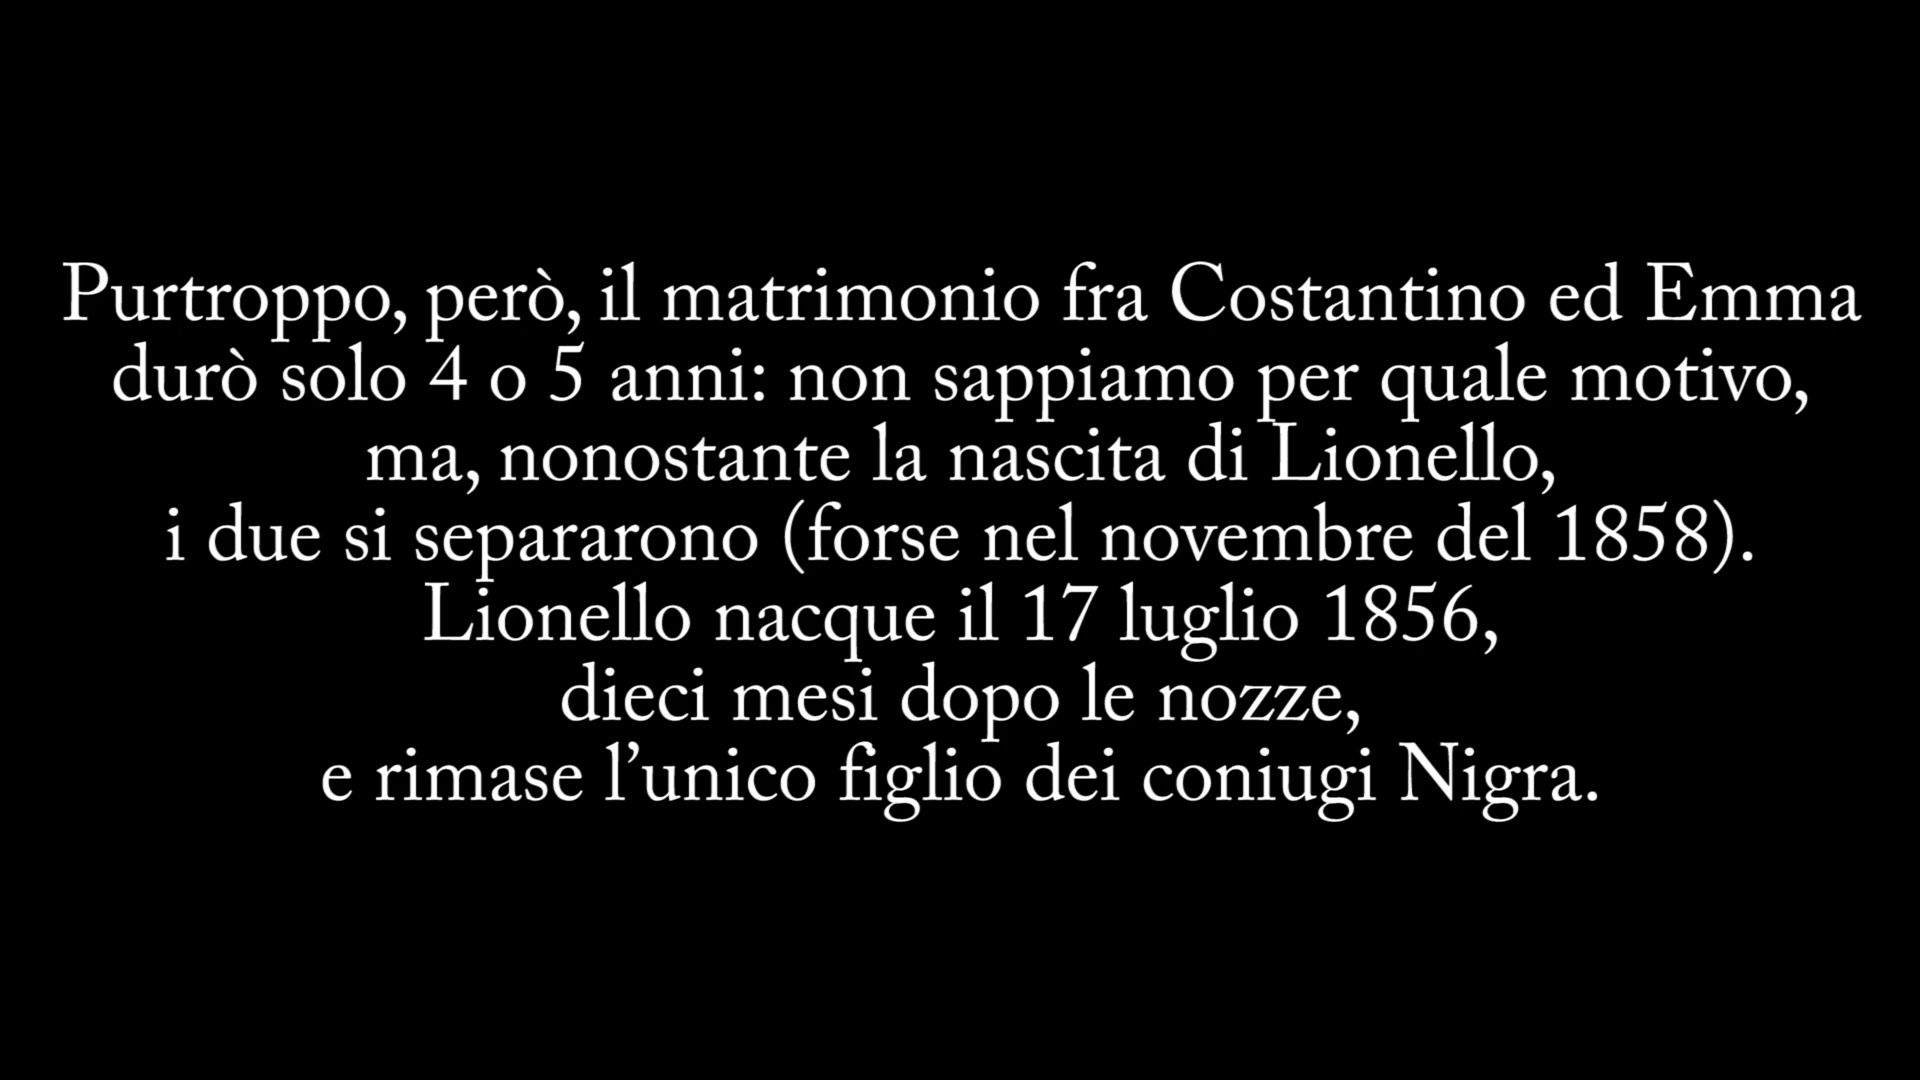 Purtroppo, però, il matrimonio fra Costantino ed Emma
durò solo 4 o 5 anni: non sappiamo per quale motivo,
ma, nonostante la nascita di Lionello,
i due si separarono (forse nel novembre del 1858).
Lionello nacque il 17 luglio 1856,
dieci mesi dopo le nozze,
e rimase l’unico figlio dei coniugi Nigra.